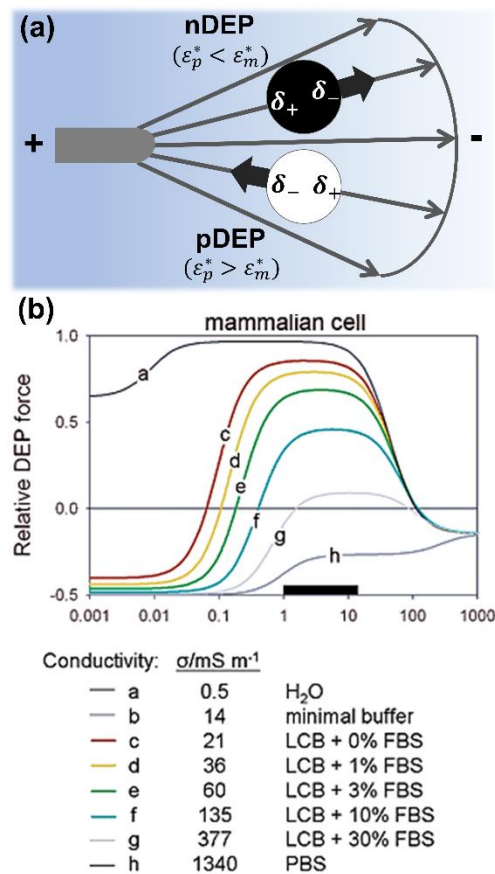 (a)
nDEP
(ε*p < ε*m)
δ+ δ−
+
-
δ− δ+
pDEP
(ε*p > ε*m)
(b)
mammalian cell
Relative DEP force
1.0
0.5
0.0
-0.5
a
c
d
e
f
g
h
0.001 0.01 0.1 1 10 100 1000
Conductivity: σ/mS m⁻¹
a 0.5 H₂O
b 14 minimal buffer
c 21 LCB + 0% FBS
d 36 LCB + 1% FBS
e 60 LCB + 3% FBS
f 135 LCB + 10% FBS
g 377 LCB + 30% FBS
h 1340 PBS